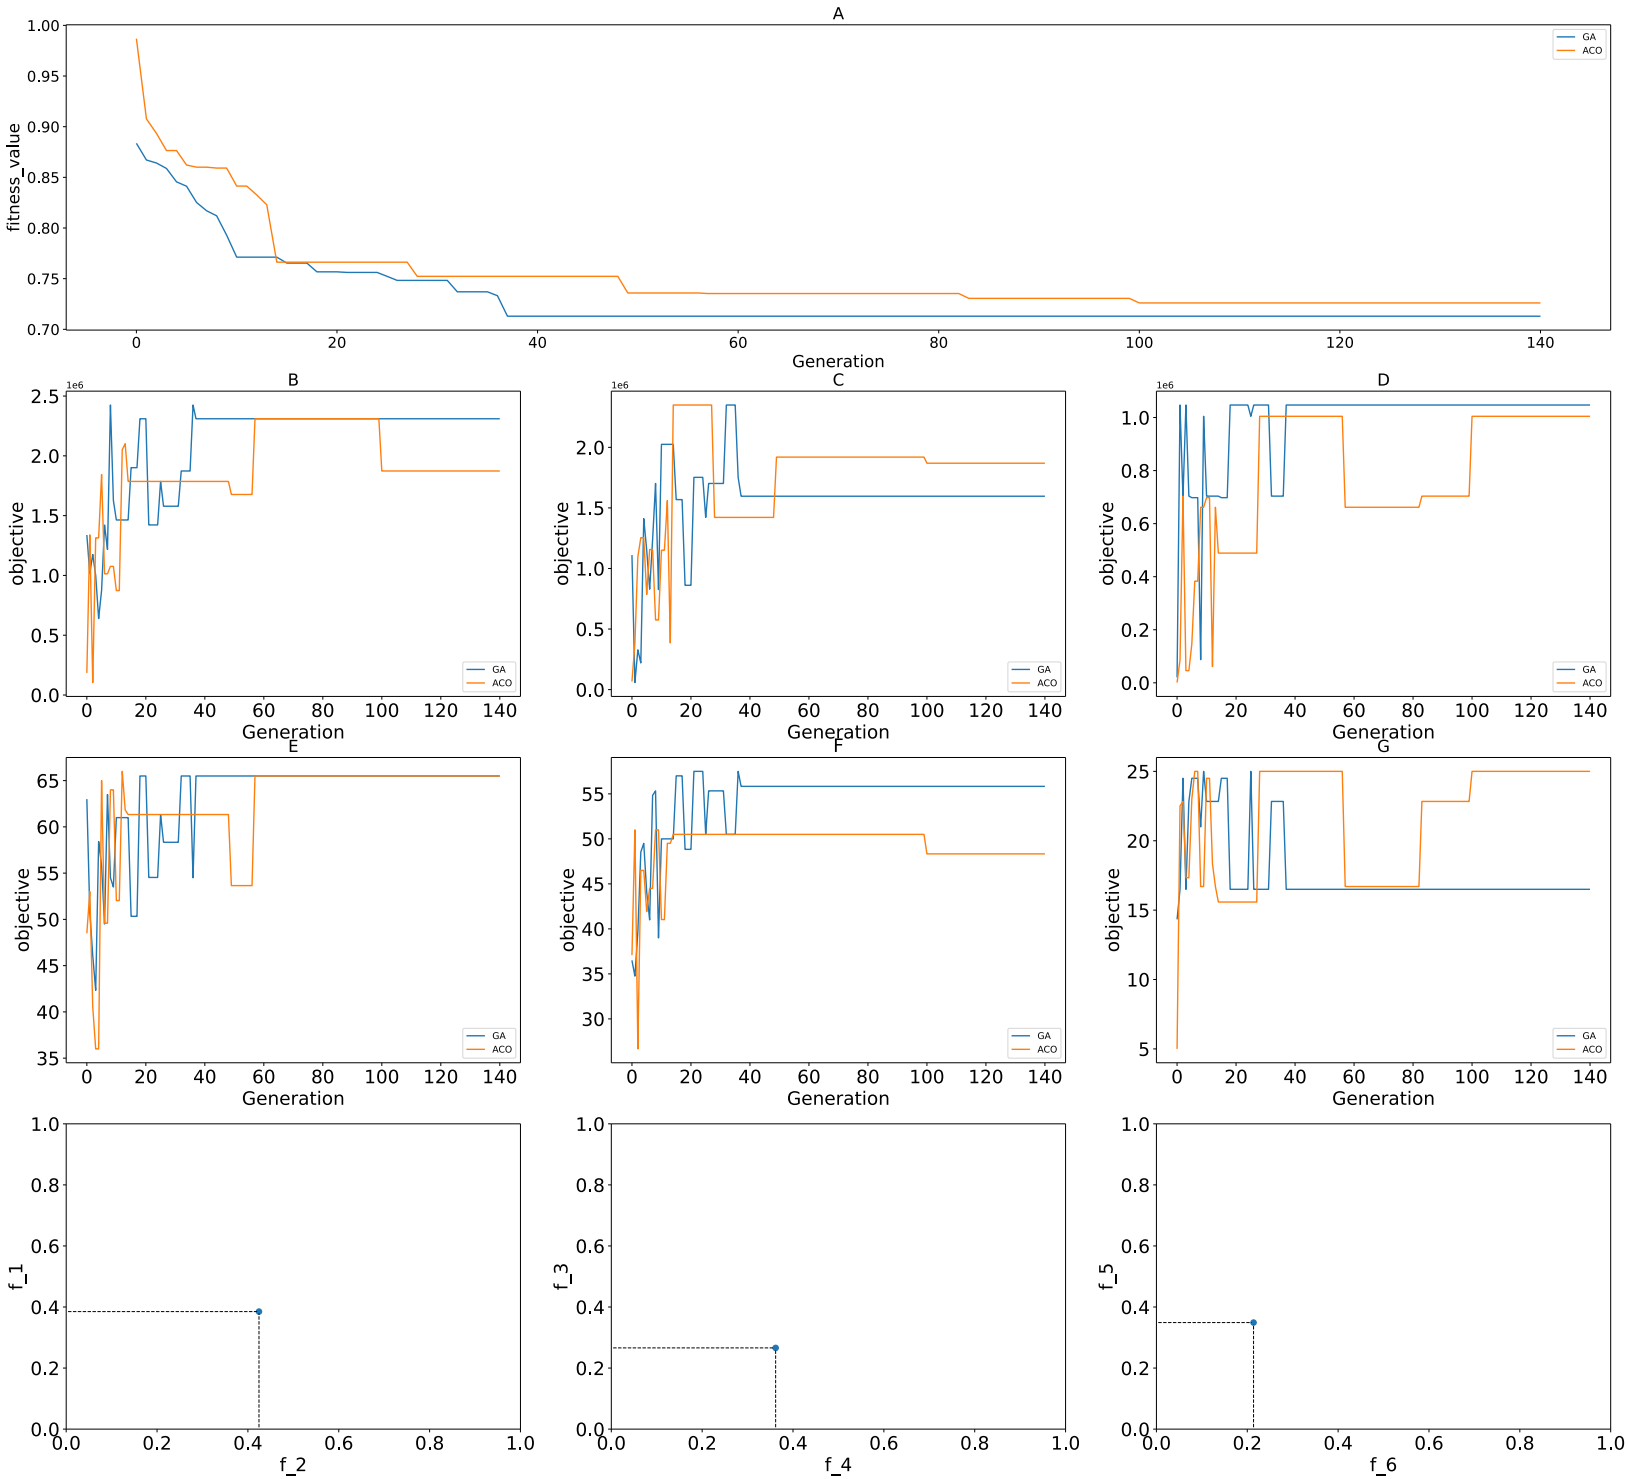 A
1.00
0.95
0.90
0.85
0.80
0.75
0.70
fitness_value
GA
ACO
0 20 40 60 80 100 120 140
Generation
B
1e6
2.5
2.0
1.5
1.0
0.5
0.0
objective
GA
ACO
0 20 40 60 80 100 120 140
Generation
C
1e6
2.0
1.5
1.0
0.5
0.0
objective
GA
ACO
0 20 40 60 80 100 120 140
Generation
D
1e6
1.0
0.8
0.6
0.4
0.2
0.0
objective
GA
ACO
0 20 40 60 80 100 120 140
Generation
E
65
60
55
50
45
40
35
objective
GA
ACO
0 20 40 60 80 100 120 140
Generation
F
55
50
45
40
35
30
objective
GA
ACO
0 20 40 60 80 100 120 140
Generation
G
25
20
15
10
5
objective
GA
ACO
0 20 40 60 80 100 120 140
Generation
1.0
0.8
0.6
0.4
0.2
0.0
f_1
0.0 0.2 0.4 0.6 0.8 1.0
f_2
1.0
0.8
0.6
0.4
0.2
0.0
f_3
0.0 0.2 0.4 0.6 0.8 1.0
f_4
1.0
0.8
0.6
0.4
0.2
0.0
f_5
0.0 0.2 0.4 0.6 0.8 1.0
f_6